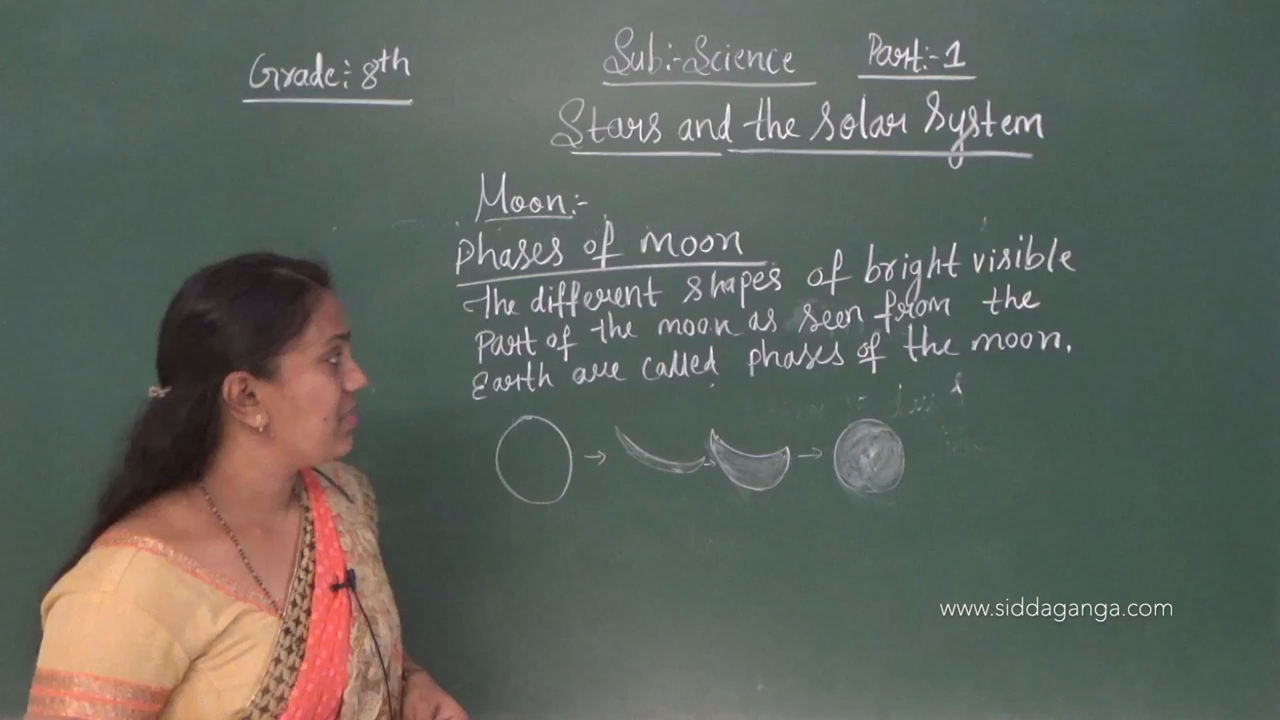 Grade:- 8th
Sub:-Science Part:-1
Stars and the Solar System
Moon:-
Phases of moon
The different shapes of bright visible
part of the moon as seen from the
Earth are called phases of the moon.
www.siddaganga.com